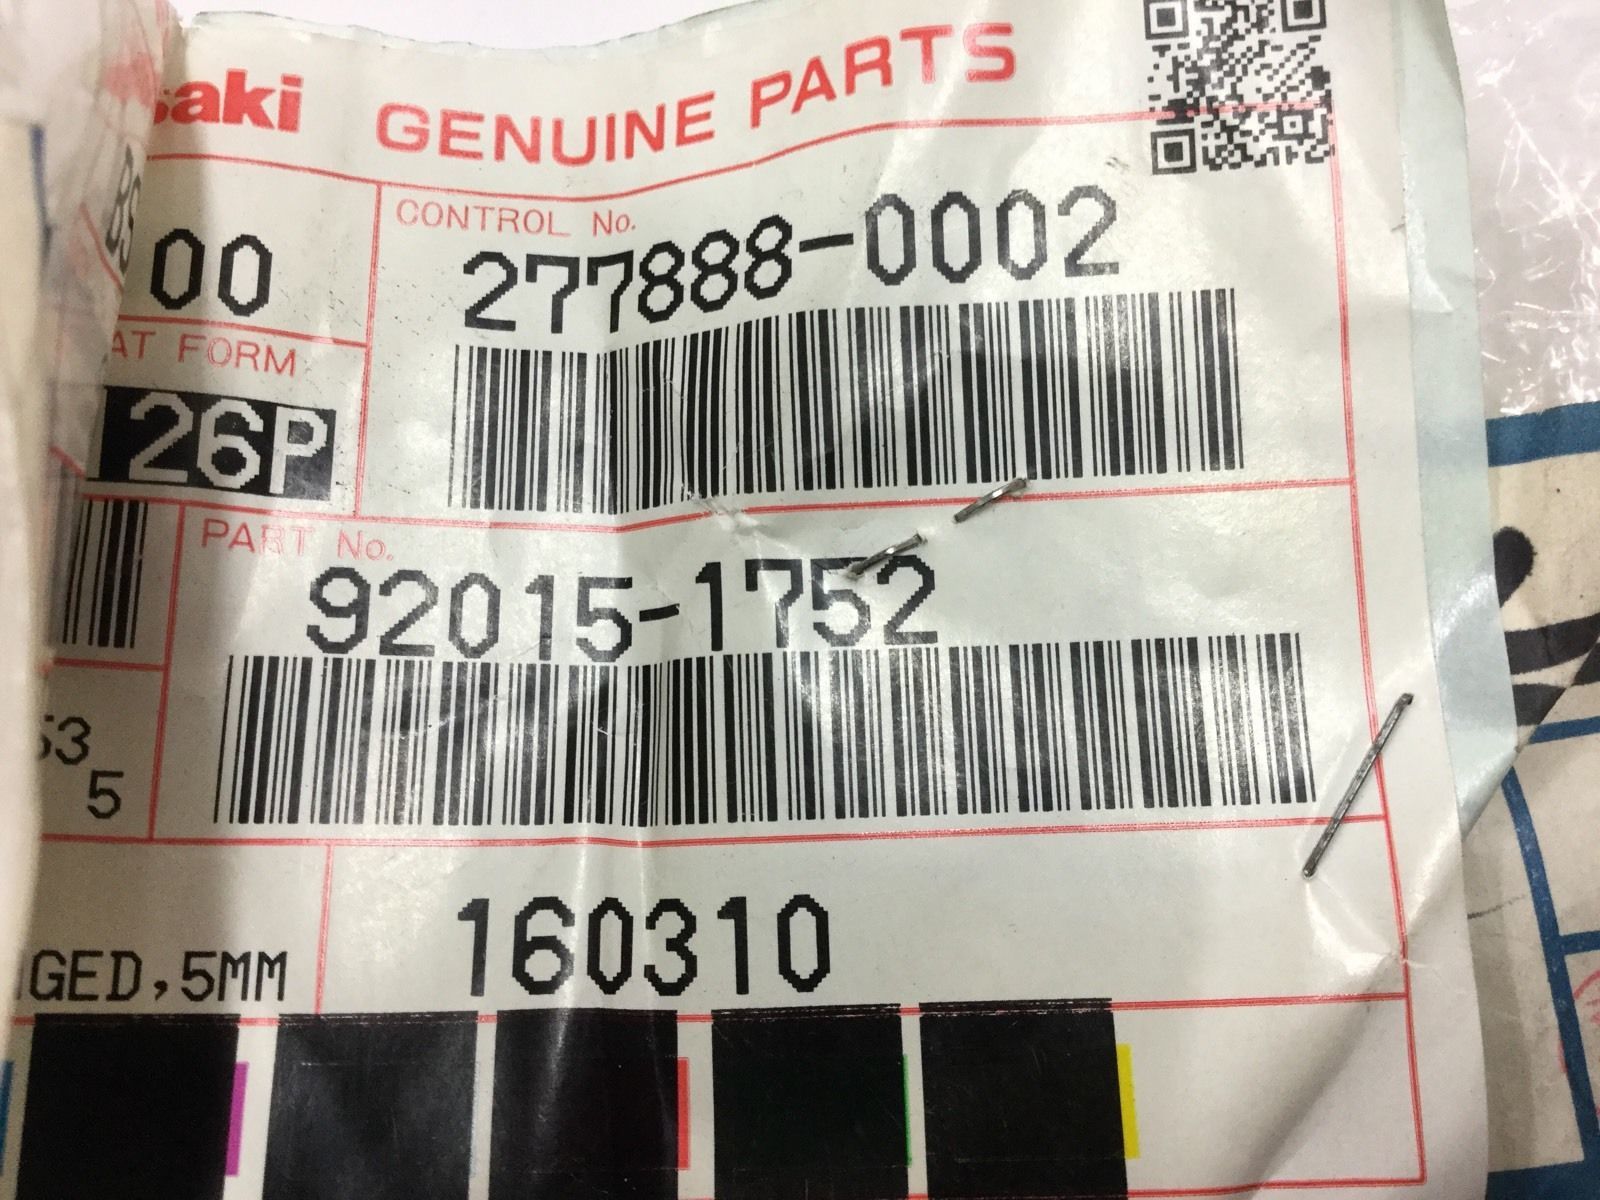 saki GENUINE PARTS
BS
00
CONTROL No.
277888-0002
AT FORM
26P
PART No.
92015-1752
53
5
GED,5MM
160310